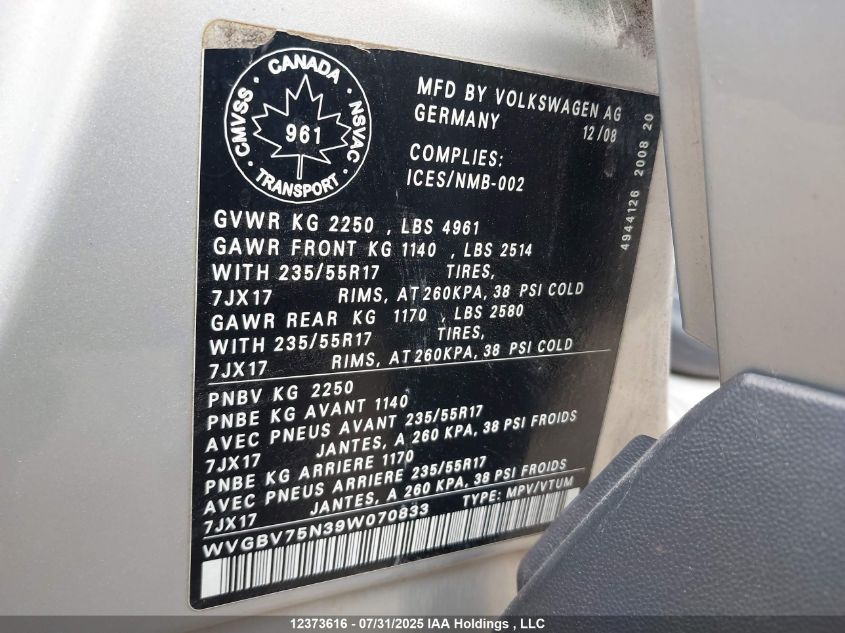 CANADA
CMVSS
NSVAC
961
TRANSPORT
MFD BY VOLKSWAGEN AG
GERMANY
12/08
COMPLIES:
ICES/NMB-002
4944126 2008 20
GVWR KG 2250 , LBS 4961
GAWR FRONT KG 1140 , LBS 2514
WITH 235/55R17 TIRES,
7JX17 RIMS, AT 260KPA, 38 PSI COLD
GAWR REAR KG 1170 , LBS 2580
WITH 235/55R17 TIRES,
7JX17 RIMS, AT 260KPA, 38 PSI COLD
PNBV KG 2250
PNBE KG AVANT 1140
AVEC PNEUS AVANT 235/55R17
7JX17 JANTES, A 260 KPA, 38 PSI FROIDS
PNBE KG ARRIERE 1170
AVEC PNEUS ARRIERE 235/55R17
7JX17 JANTES, A 260 KPA, 38 PSI FROIDS
WVGBV75N39W070833 TYPE: MPV/VTUM
12373616 - 07/31/2025 IAA Holdings , LLC